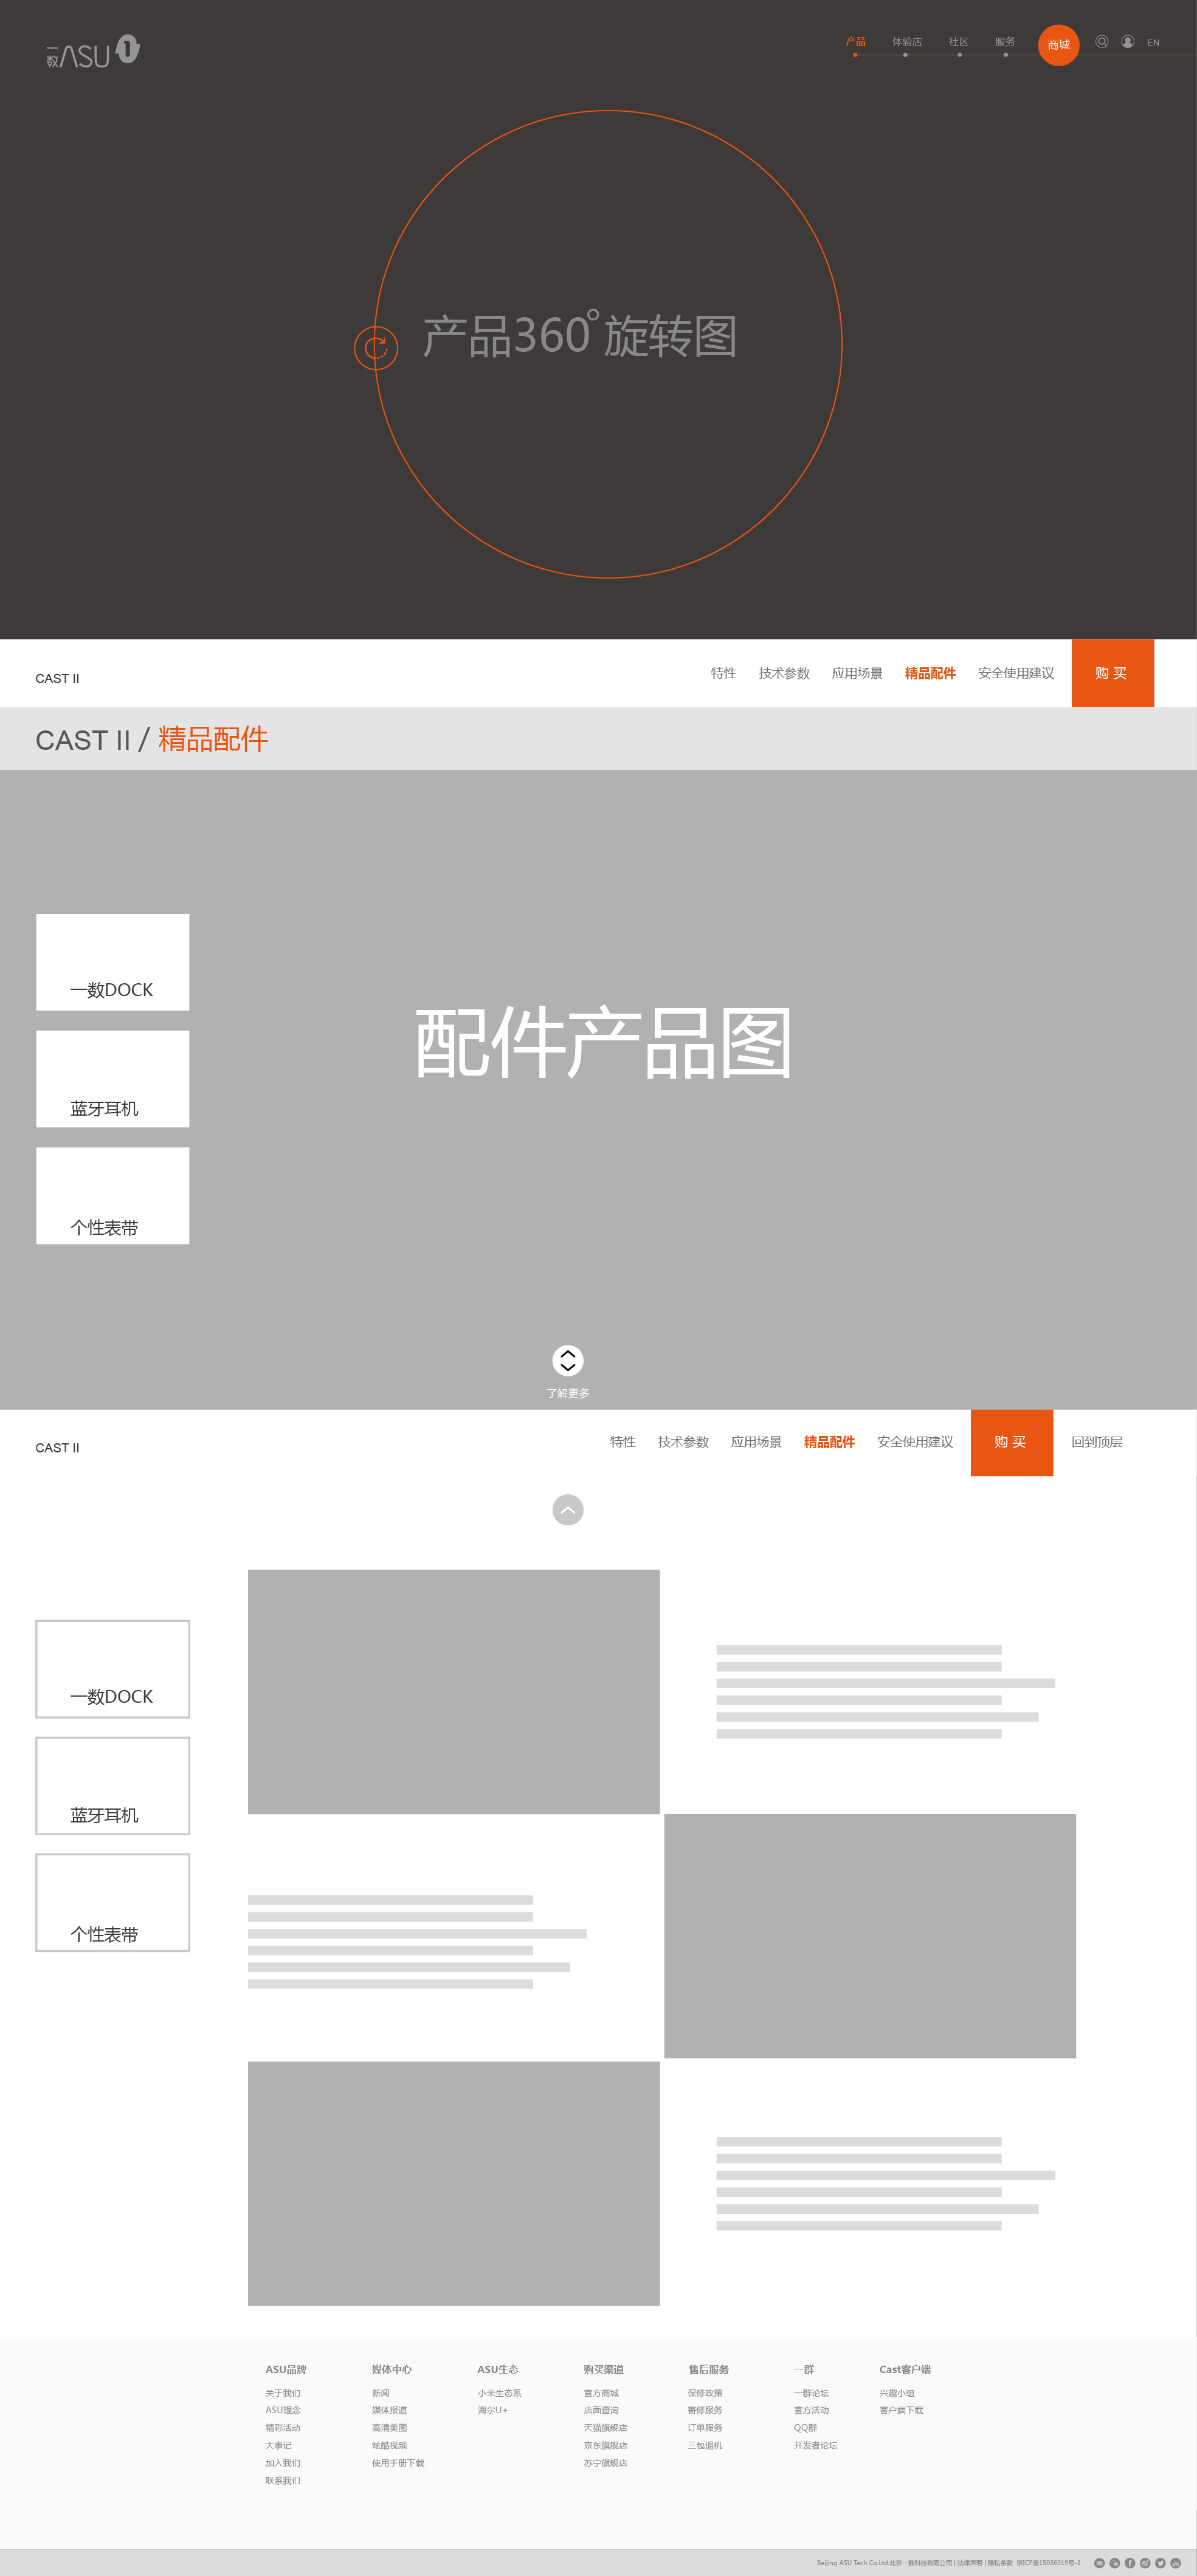 一数ASU1
产品 体验店 社区 服务 商城 EN
产品360°旋转图
CAST II 特性 技术参数 应用场景 精品配件 安全使用建议 购 买
CAST II / 精品配件
一数DOCK
配件产品图
蓝牙耳机
个性表带
了解更多
CAST II 特性 技术参数 应用场景 精品配件 安全使用建议 购 买 回到顶层
一数DOCK
蓝牙耳机
个性表带
ASU品牌 媒体中心 ASU生态 购买渠道 售后服务 一群 Cast客户端
关于我们 新闻 小米生态系 官方商城 保修政策 一群论坛 兴趣小组
ASU理念 媒体报道 海尔U+ 店面查询 寄修服务 官方活动 客户端下载
精彩活动 高清美图 天猫旗舰店 订单服务 QQ群
大事记 炫酷视频 京东旗舰店 三包退机 开发者论坛
加入我们 使用手册下载 苏宁旗舰店
联系我们
Beijing ASU Tech Co.Ltd.北京一数科技有限公司 | 法律声明 | 隐私条款 京ICP备15036919号-1